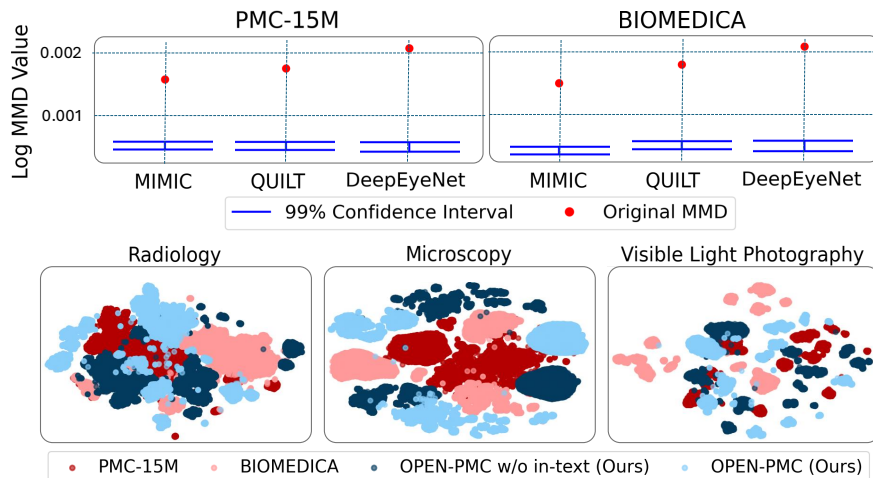 PMC-15M
BIOMEDICA
Log MMD Value
0.002
0.001
MIMIC
QUILT
DeepEyeNet
MIMIC
QUILT
DeepEyeNet
99% Confidence Interval
Original MMD
Radiology
Microscopy
Visible Light Photography
PMC-15M
BIOMEDICA
OPEN-PMC w/o in-text (Ours)
OPEN-PMC (Ours)